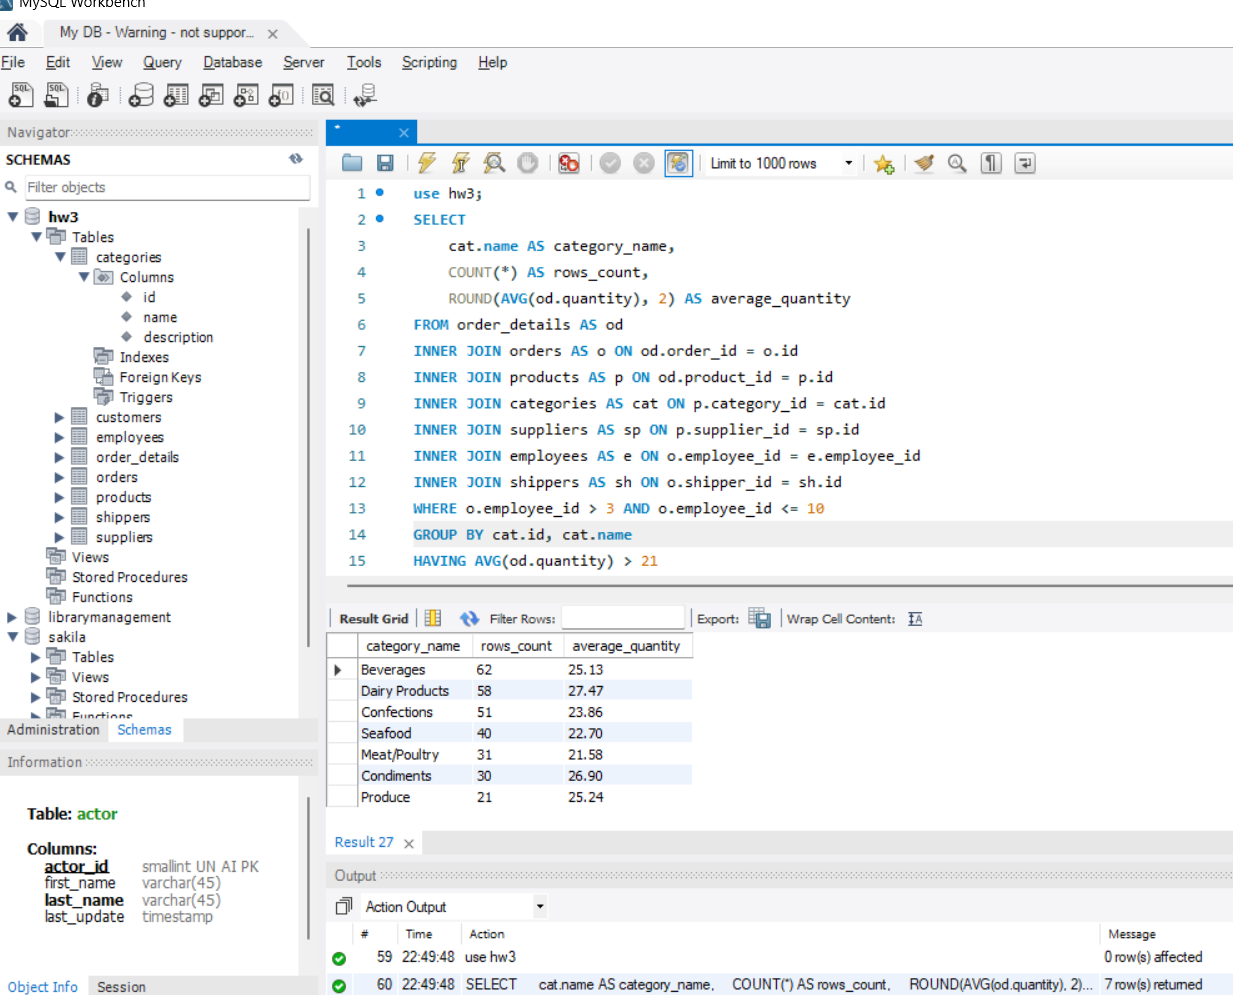 MySQL Workbench
My DB - Warning - not suppor...
File Edit View Query Database Server Tools Scripting Help
Navigator
SCHEMAS
Filter objects
hw3
Tables
categories
Columns
id
name
description
Indexes
Foreign Keys
Triggers
customers
employees
order_details
orders
products
shippers
suppliers
Views
Stored Procedures
Functions
librarymanagement
sakila
Tables
Views
Stored Procedures
Functions
Administration Schemas
Information
Table: actor
Columns:
actor_id smallint UN AI PK
first_name varchar(45)
last_name varchar(45)
last_update timestamp
Object Info Session
Limit to 1000 rows
1 use hw3;
2 SELECT
3 cat.name AS category_name,
4 COUNT(*) AS rows_count,
5 ROUND(AVG(od.quantity), 2) AS average_quantity
6 FROM order_details AS od
7 INNER JOIN orders AS o ON od.order_id = o.id
8 INNER JOIN products AS p ON od.product_id = p.id
9 INNER JOIN categories AS cat ON p.category_id = cat.id
10 INNER JOIN suppliers AS sp ON p.supplier_id = sp.id
11 INNER JOIN employees AS e ON o.employee_id = e.employee_id
12 INNER JOIN shippers AS sh ON o.shipper_id = sh.id
13 WHERE o.employee_id > 3 AND o.employee_id <= 10
14 GROUP BY cat.id, cat.name
15 HAVING AVG(od.quantity) > 21
Result Grid Filter Rows: Export: Wrap Cell Content:
category_name rows_count average_quantity
Beverages 62 25.13
Dairy Products 58 27.47
Confections 51 23.86
Seafood 40 22.70
Meat/Poultry 31 21.58
Condiments 30 26.90
Produce 21 25.24
Result 27
Output
Action Output
# Time Action Message
59 22:49:48 use hw3 0 row(s) affected
60 22:49:48 SELECT cat.name AS category_name, COUNT(*) AS rows_count, ROUND(AVG(od.quantity), 2)... 7 row(s) returned